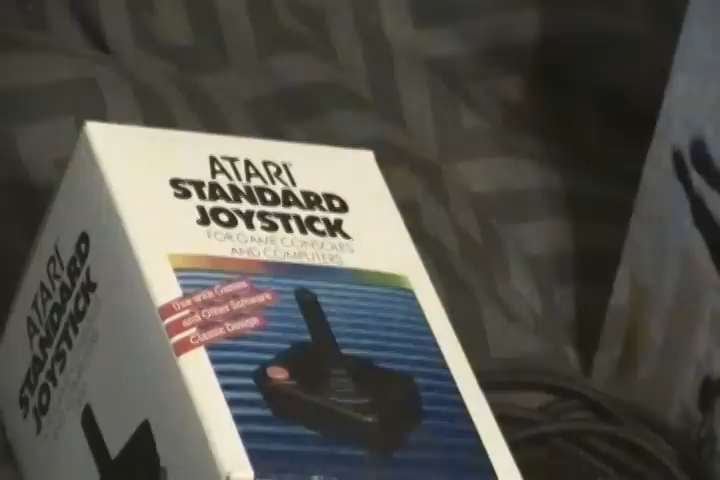 ATARI
STANDARD
JOYSTICK
FOR GAME CONSOLES
AND COMPUTERS
Use with Games
and Other Software
Classic Design
ATARI
STANDARD
JOYSTICK